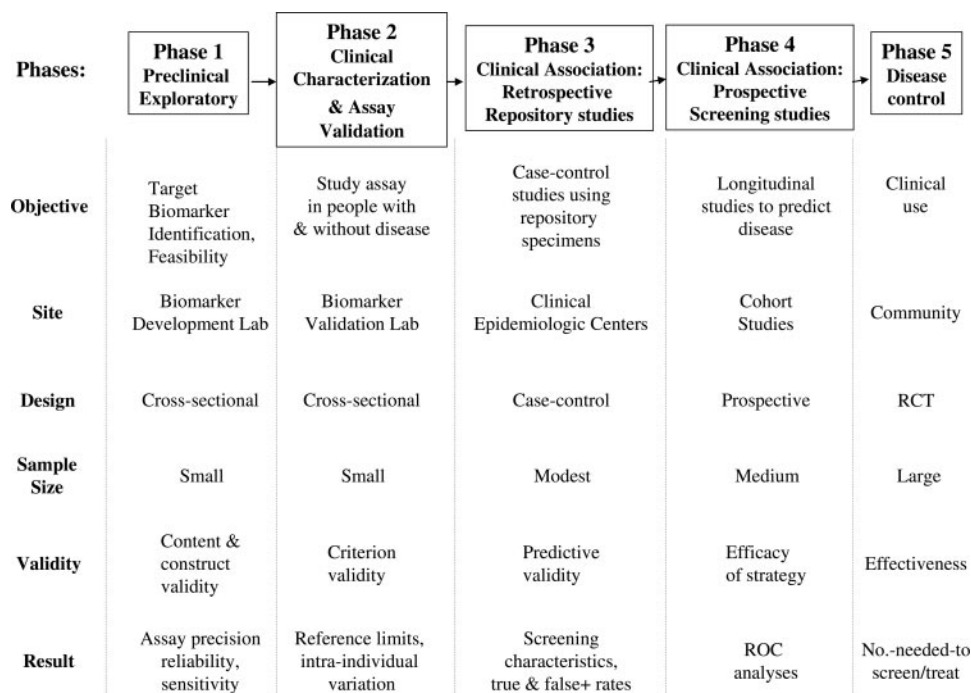 Phases:
Phase 1
Preclinical
Exploratory
Phase 2
Clinical
Characterization
& Assay
Validation
Phase 3
Clinical Association:
Retrospective
Repository studies
Phase 4
Clinical Association:
Prospective
Screening studies
Phase 5
Disease
control
Objective
Target
Biomarker
Identification,
Feasibility
Study assay
in people with
& without disease
Case-control
studies using
repository
specimens
Longitudinal
studies to predict
disease
Clinical
use
Site
Biomarker
Development Lab
Biomarker
Validation Lab
Clinical
Epidemiologic Centers
Cohort
Studies
Community
Design
Cross-sectional
Cross-sectional
Case-control
Prospective
RCT
Sample
Size
Small
Small
Modest
Medium
Large
Validity
Content &
construct
validity
Criterion
validity
Predictive
validity
Efficacy
of strategy
Effectiveness
Result
Assay precision
reliability,
sensitivity
Reference limits,
intra-individual
variation
Screening
characteristics,
true & false+ rates
ROC
analyses
No.-needed-to
screen/treat